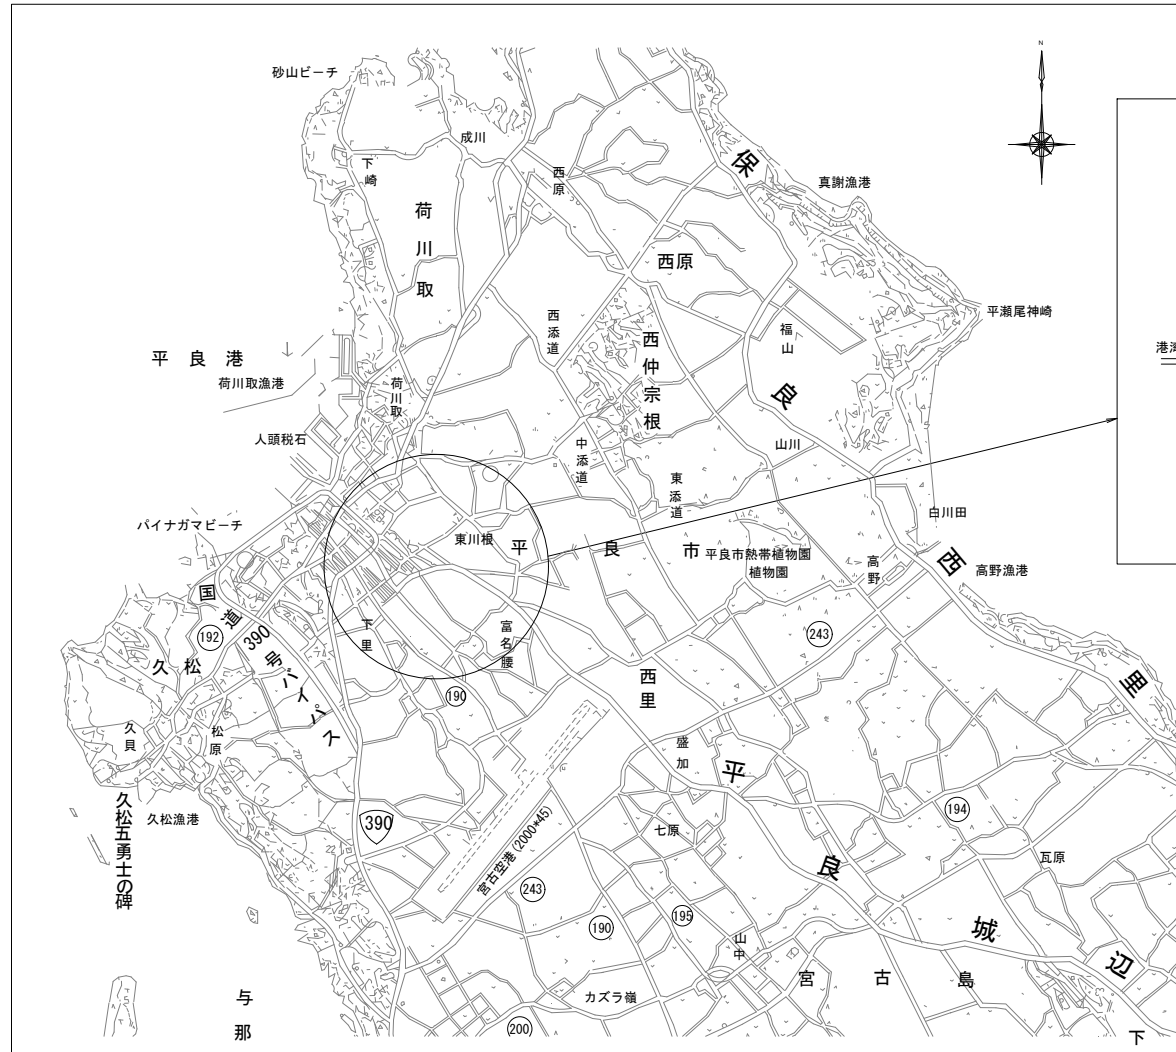 N
砂山ビーチ
成川
下崎
西原
保
真謝漁港
荷川取
西原
平瀬尾神崎
西添道
福山
西仲宗根
平良港
港湾
荷川取漁港
荷川取
良
人頭税石
中添道
山川
東添道
白川田
パイナガマビーチ
東川根
平良市
平良市熱帯植物園
植物園
高野
西
高野漁港
国道
192
390
号バイパス
下里
富名腰
243
久松
西里
里
190
久貝
松原
盛加
平
久松五勇士の碑
久松漁港
390
七原
194
宮古空港(2000*45)
瓦原
良
243
190
195
城
山中
辺
与那
カズラ嶺
宮古島
200
下